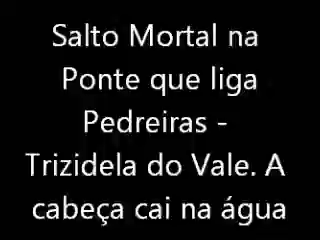 Salto Mortal na
Ponte que liga
Pedreiras -
Trizidela do Vale. A
cabeça cai na água